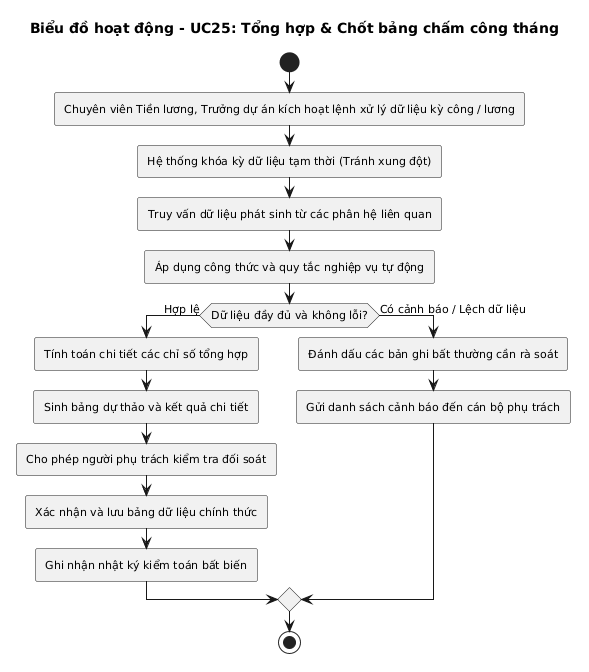 Biểu đồ hoạt động - UC25: Tổng hợp & Chốt bảng chấm công tháng
Chuyên viên Tiền lương, Trưởng dự án kích hoạt lệnh xử lý dữ liệu kỳ công / lương
Hệ thống khóa kỳ dữ liệu tạm thời (Tránh xung đột)
Truy vấn dữ liệu phát sinh từ các phân hệ liên quan
Áp dụng công thức và quy tắc nghiệp vụ tự động
Dữ liệu đầy đủ và không lỗi?
Hợp lệ
Có cảnh báo / Lệch dữ liệu
Tính toán chi tiết các chỉ số tổng hợp
Sinh bảng dự thảo và kết quả chi tiết
Cho phép người phụ trách kiểm tra đối soát
Xác nhận và lưu bảng dữ liệu chính thức
Ghi nhận nhật ký kiểm toán bất biến
Đánh dấu các bản ghi bất thường cần rà soát
Gửi danh sách cảnh báo đến cán bộ phụ trách